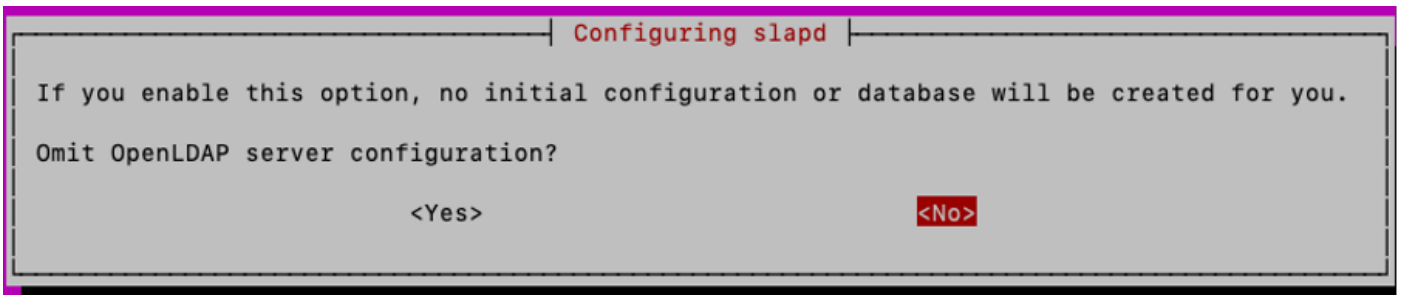 Configuring slapd
If you enable this option, no initial configuration or database will be created for you.
Omit OpenLDAP server configuration?
<Yes> <No>